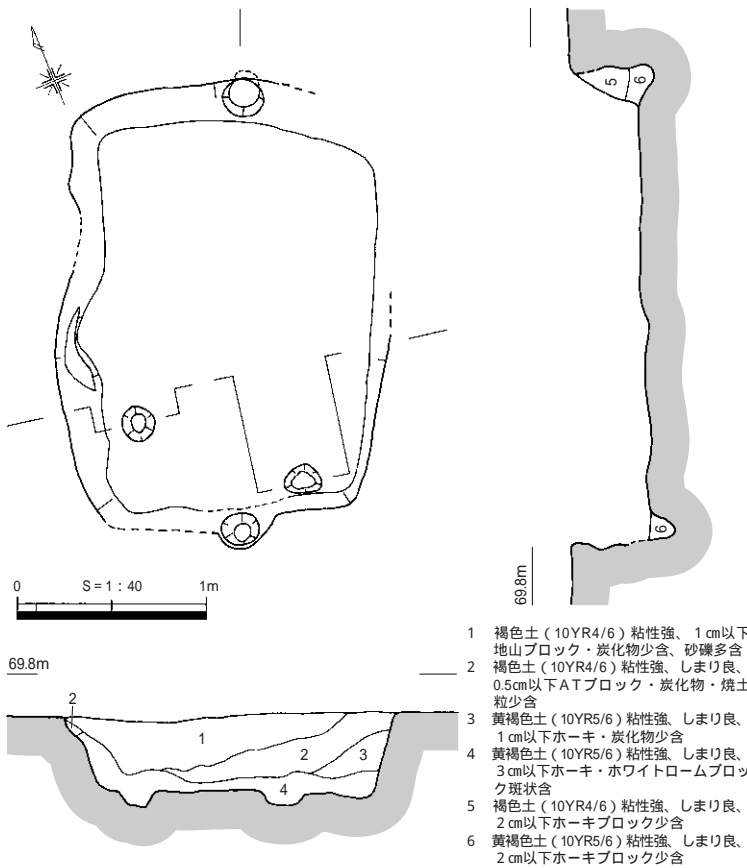 5
6
6
69.8m
0 S=1:40 1m
69.8m
2
1
2
3
4
1 褐色土(10YR4/6)粘性強、1㎝以下
地山ブロック・炭化物少含、砂礫多含
2 褐色土(10YR4/6)粘性強、しまり良、
0.5㎝以下ATブロック・炭化物・焼土
粒少含
3 黄褐色土(10YR5/6)粘性強、しまり良、
1㎝以下ホーキ・炭化物少含
4 黄褐色土(10YR5/6)粘性強、しまり良、
3㎝以下ホーキ・ホワイトロームブロッ
ク斑状含
5 褐色土(10YR4/6)粘性強、しまり良、
2㎝以下ホーキブロック少含
6 黄褐色土(10YR5/6)粘性強、しまり良、
2㎝以下ホーキブロック少含